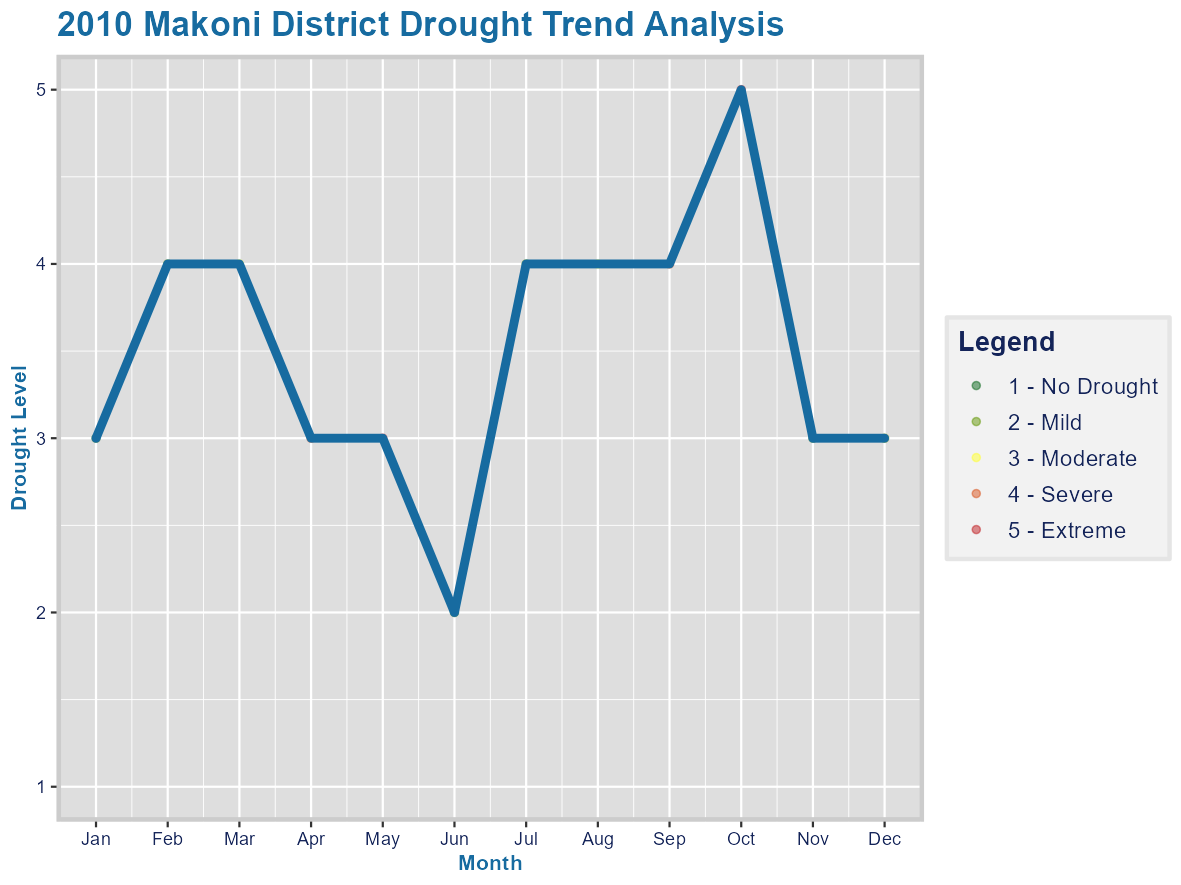 2010 Makoni District Drought Trend Analysis
Drought Level
5
4
3
2
1
Jan Feb Mar Apr May Jun Jul Aug Sep Oct Nov Dec
Month
Legend
1 - No Drought
2 - Mild
3 - Moderate
4 - Severe
5 - Extreme